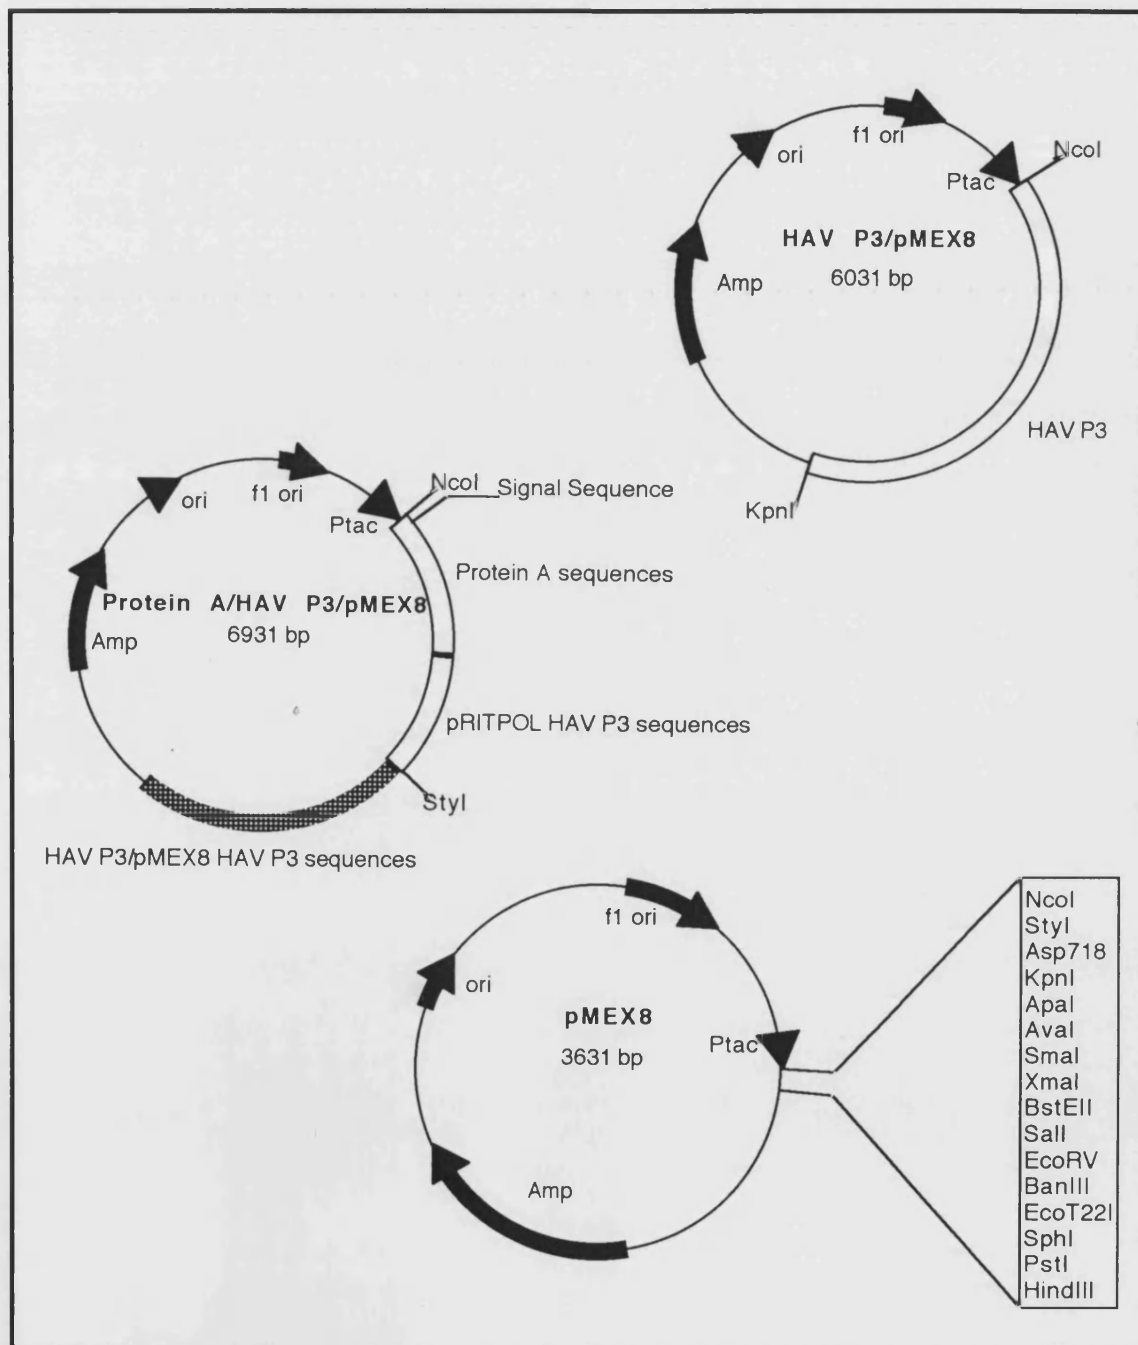 f1 ori
ori
NcoI
Ptac
HAV P3/pMEX8
6031 bp
Amp
HAV P3
KpnI
NcoI
Signal Sequence
ori
f1 ori
Ptac
Protein A sequences
Protein A/HAV P3/pMEX8
6931 bp
Amp
pRITPOL HAV P3 sequences
StyI
HAV P3/pMEX8 HAV P3 sequences
f1 ori
ori
pMEX8
3631 bp
Ptac
Amp
NcoI
StyI
Asp718
KpnI
ApaI
AvaI
SmaI
XmaI
BstEII
SalI
EcoRV
BanIII
EcoT22I
SphI
PstI
HindIII